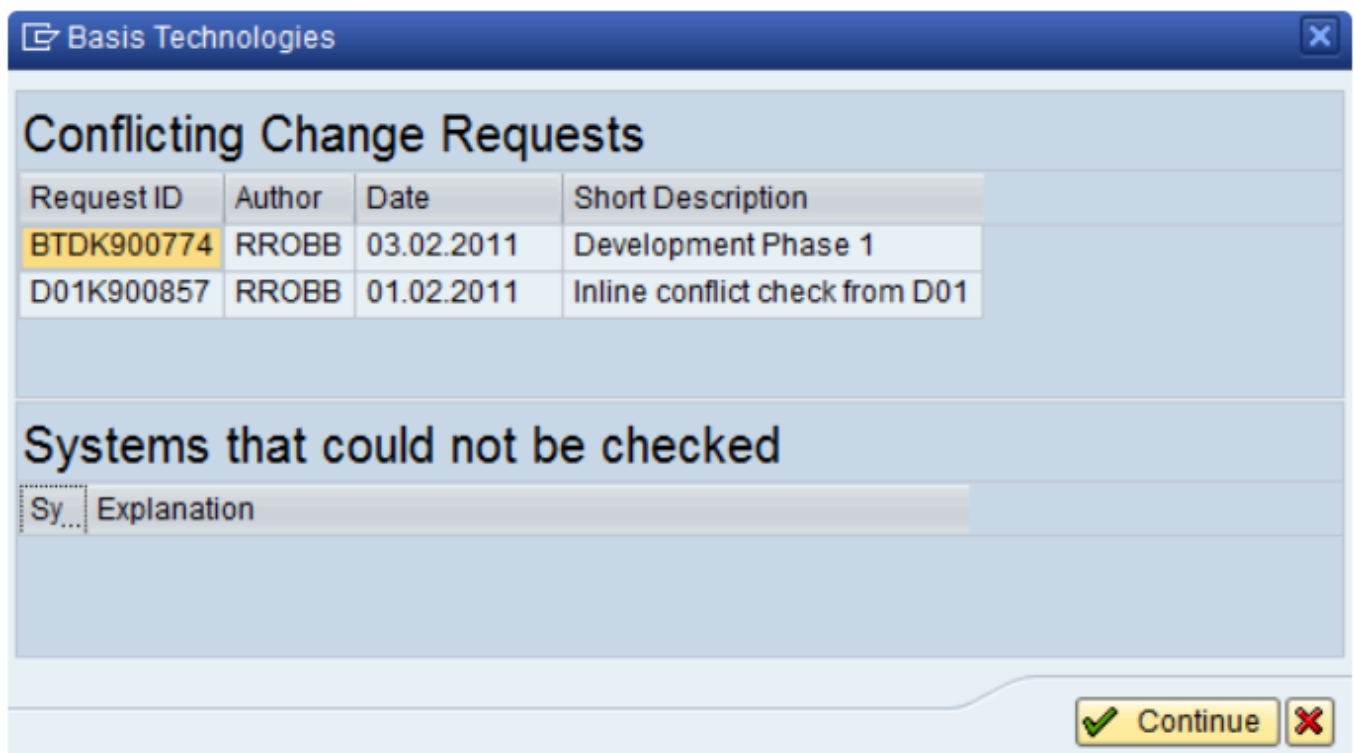 Basis Technologies
Conflicting Change Requests
Request ID Author Date Short Description
BTDK900774 RROBB 03.02.2011 Development Phase 1
D01K900857 RROBB 01.02.2011 Inline conflict check from D01
Systems that could not be checked
Sy... Explanation
Continue